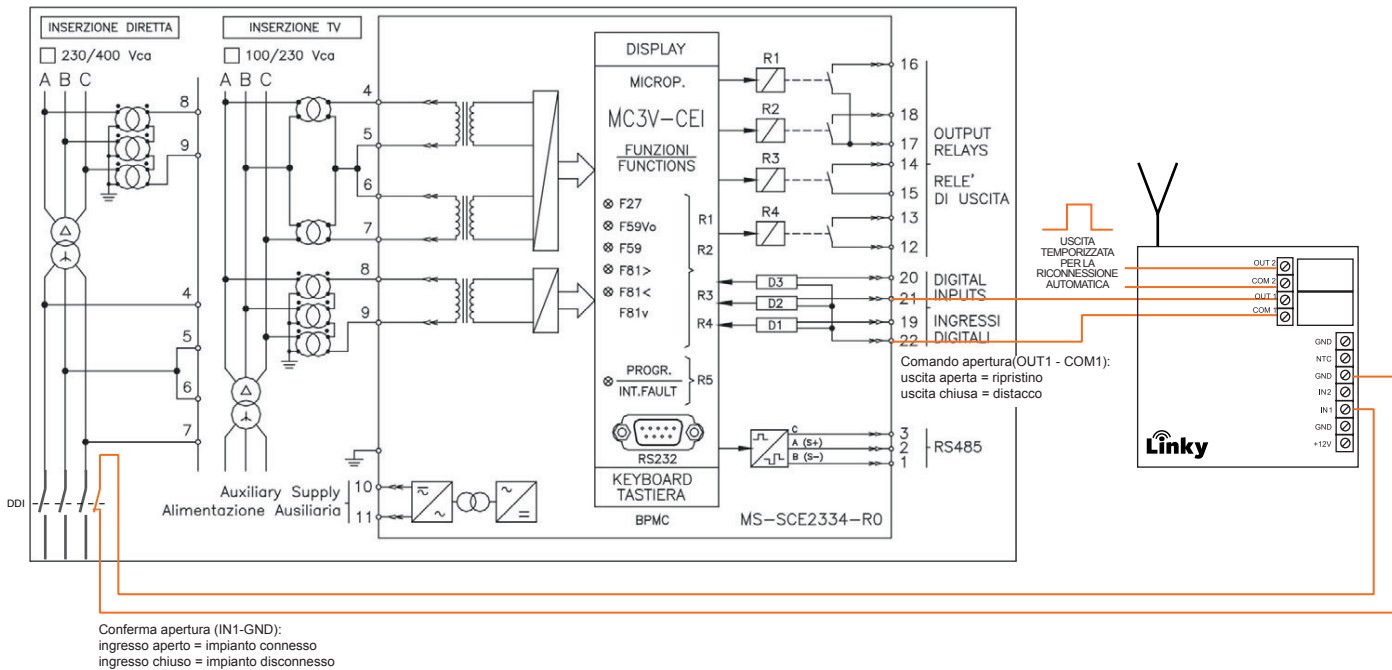 INSERZIONE DIRETTA
230/400 Vca
A B C
8
9
4
5
6
7
DDI
INSERZIONE TV
100/230 Vca
A B C
4
5
6
7
8
9
Auxiliary Supply
Alimentazione Ausiliaria
10
11
DISPLAY
MICROP.
MC3V-CEI
FUNZIONI
FUNCTIONS
F27
F59Vo
F59
F81>
F81<
F81v
R1
R2
R3
R4
PROGR.
INT.FAULT
R5
RS232
KEYBOARD
TASTIERA
BPMC
MS-SCE2334-R0
R1
R2
R3
R4
D3
D2
D1
C
A (S+)
B (S-)
16
18
17
14
15
13
12
OUTPUT
RELAYS
RELE'
DI USCITA
20
21
19
22
DIGITAL
INPUTS
INGRESSI
DIGITALI
3
2
1
RS485
Comando apertura(OUT1 - COM1):
uscita aperta = ripristino
uscita chiusa = distacco
USCITA
TEMPORIZZATA
PER LA
RICONNESSIONE
AUTOMATICA
OUT 2
COM 2
OUT 1
COM 1
GND
NTC
GND
IN2
IN1
GND
+12V
Linky
Conferma apertura (IN1-GND):
ingresso aperto = impianto connesso
ingresso chiuso = impianto disconnesso